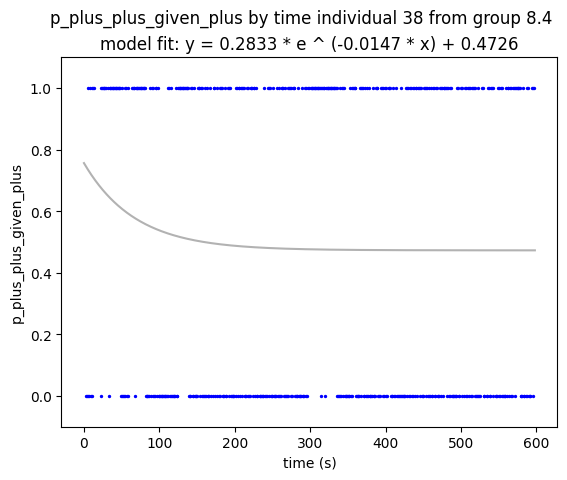 p_plus_plus_given_plus by time individual 38 from group 8.4
model fit: y = 0.2833 * e ^ (-0.0147 * x) + 0.4726
p_plus_plus_given_plus
1.0
0.8
0.6
0.4
0.2
0.0
0 100 200 300 400 500 600
time (s)